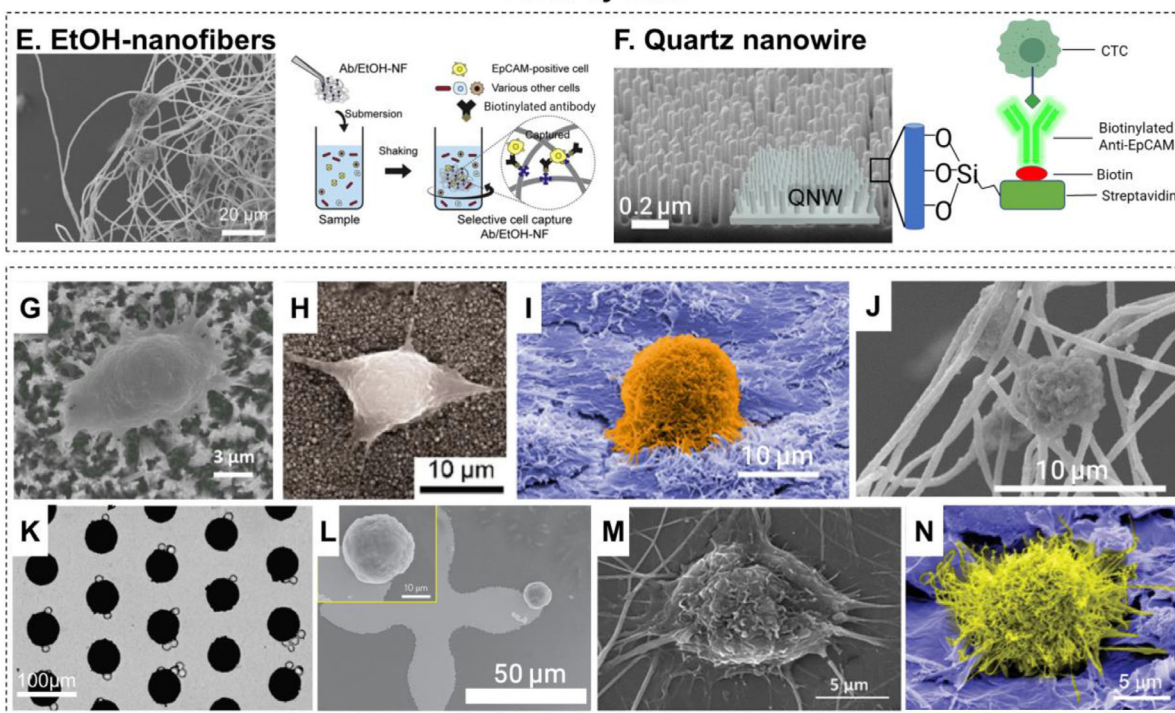 E. EtOH-nanofibers
20 µm
Ab/EtOH-NF
Submersion
Sample
Shaking
EpCAM-positive cell
Various other cells
Biotinylated antibody
Captured
Selective cell capture
Ab/EtOH-NF
F. Quartz nanowire
0.2 µm
QNW
O
O
O
Si
CTC
Biotinylated
Anti-EpCAM
Biotin
Streptavidin
G
3 µm
H
10 µm
I
10 µm
J
10 µm
K
100µm
L
10 µm
50 µm
M
5 µm
N
5 µm